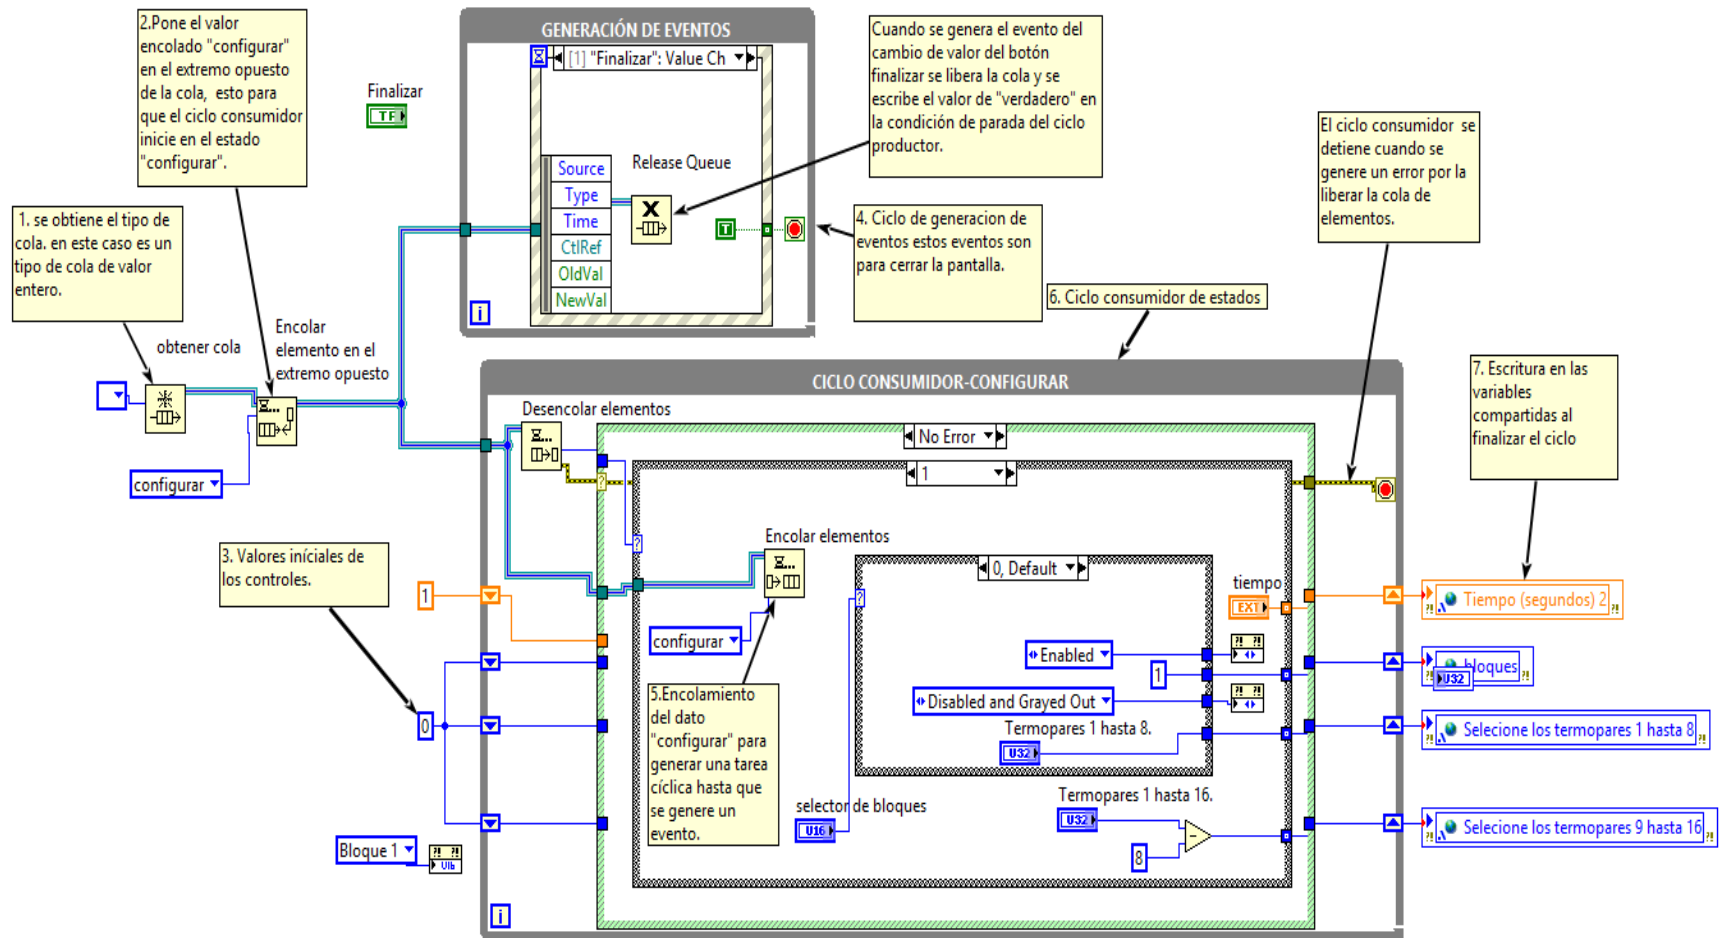 2.Pone el valor
encolado "configurar"
en el extremo opuesto
de la cola, esto para
que el ciclo consumidor
inicie en el estado
"configurar".
Finalizar
TF
GENERACIÓN DE EVENTOS
[1] "Finalizar": Value Ch
Source
Type
Time
CtlRef
OldVal
NewVal
Release Queue
T
i
Cuando se genera el evento del
cambio de valor del botón
finalizar se libera la cola y se
escribe el valor de "verdadero" en
la condición de parada del ciclo
productor.
4. Ciclo de generacion de
eventos estos eventos son
para cerrar la pantalla.
El ciclo consumidor se
detiene cuando se
genere un error por la
liberar la cola de
elementos.
1. se obtiene el tipo de
cola. en este caso es un
tipo de cola de valor
entero.
obtener cola
Encolar
elemento en el
extremo opuesto
configurar
6. Ciclo consumidor de estados
CICLO CONSUMIDOR-CONFIGURAR
7. Escritura en las
variables
compartidas al
finalizar el ciclo
Desencolar elementos
No Error
1
3. Valores iníciales de
los controles.
1
0
Encolar elementos
configurar
5.Encolamiento
del dato
"configurar" para
generar una tarea
cíclica hasta que
se genere un
evento.
0, Default
Enabled
1
Disabled and Grayed Out
Termopares 1 hasta 8.
U32
tiempo
EXT
selector de bloques
U16
Termopares 1 hasta 16.
U32
8
Bloque 1
i
Tiempo (segundos) 2
bloques
U32
Selecione los termopares 1 hasta 8
Selecione los termopares 9 hasta 16